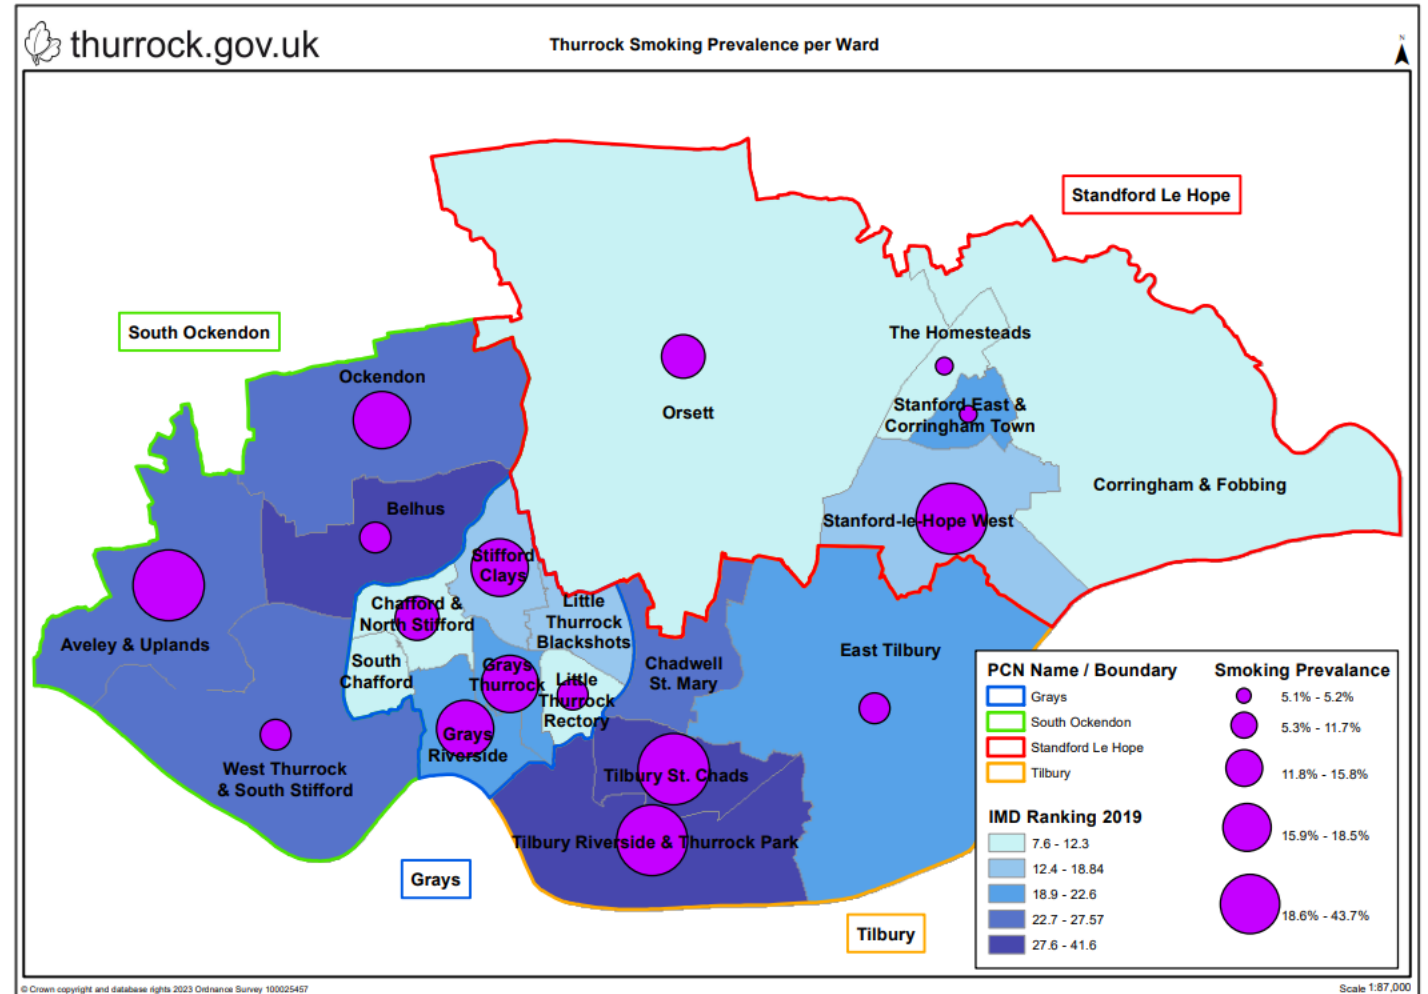 thurrock.gov.uk
Thurrock Smoking Prevalence per Ward
N
Standford Le Hope
South Ockendon
The Homesteads
Ockendon
Stanford East &
Corringham Town
Orsett
Corringham & Fobbing
Belhus
Stanford-le-Hope West
Stifford
Clays
Chafford &
North Stifford
Little
Thurrock
Blackshots
Aveley & Uplands
South
Chafford
Grays
Thurrock
Little
Thurrock
Rectory
Chadwell
St. Mary
East Tilbury
Grays
Riverside
West Thurrock
& South Stifford
Tilbury St. Chads
Tilbury Riverside & Thurrock Park
Grays
Tilbury
PCN Name / Boundary
Grays
South Ockendon
Standford Le Hope
Tilbury
IMD Ranking 2019
7.6 - 12.3
12.4 - 18.84
18.9 - 22.6
22.7 - 27.57
27.6 - 41.6
Smoking Prevalance
5.1% - 5.2%
5.3% - 11.7%
11.8% - 15.8%
15.9% - 18.5%
18.6% - 43.7%
© Crown copyright and database rights 2023 Ordnance Survey 100025457
Scale 1:87,000